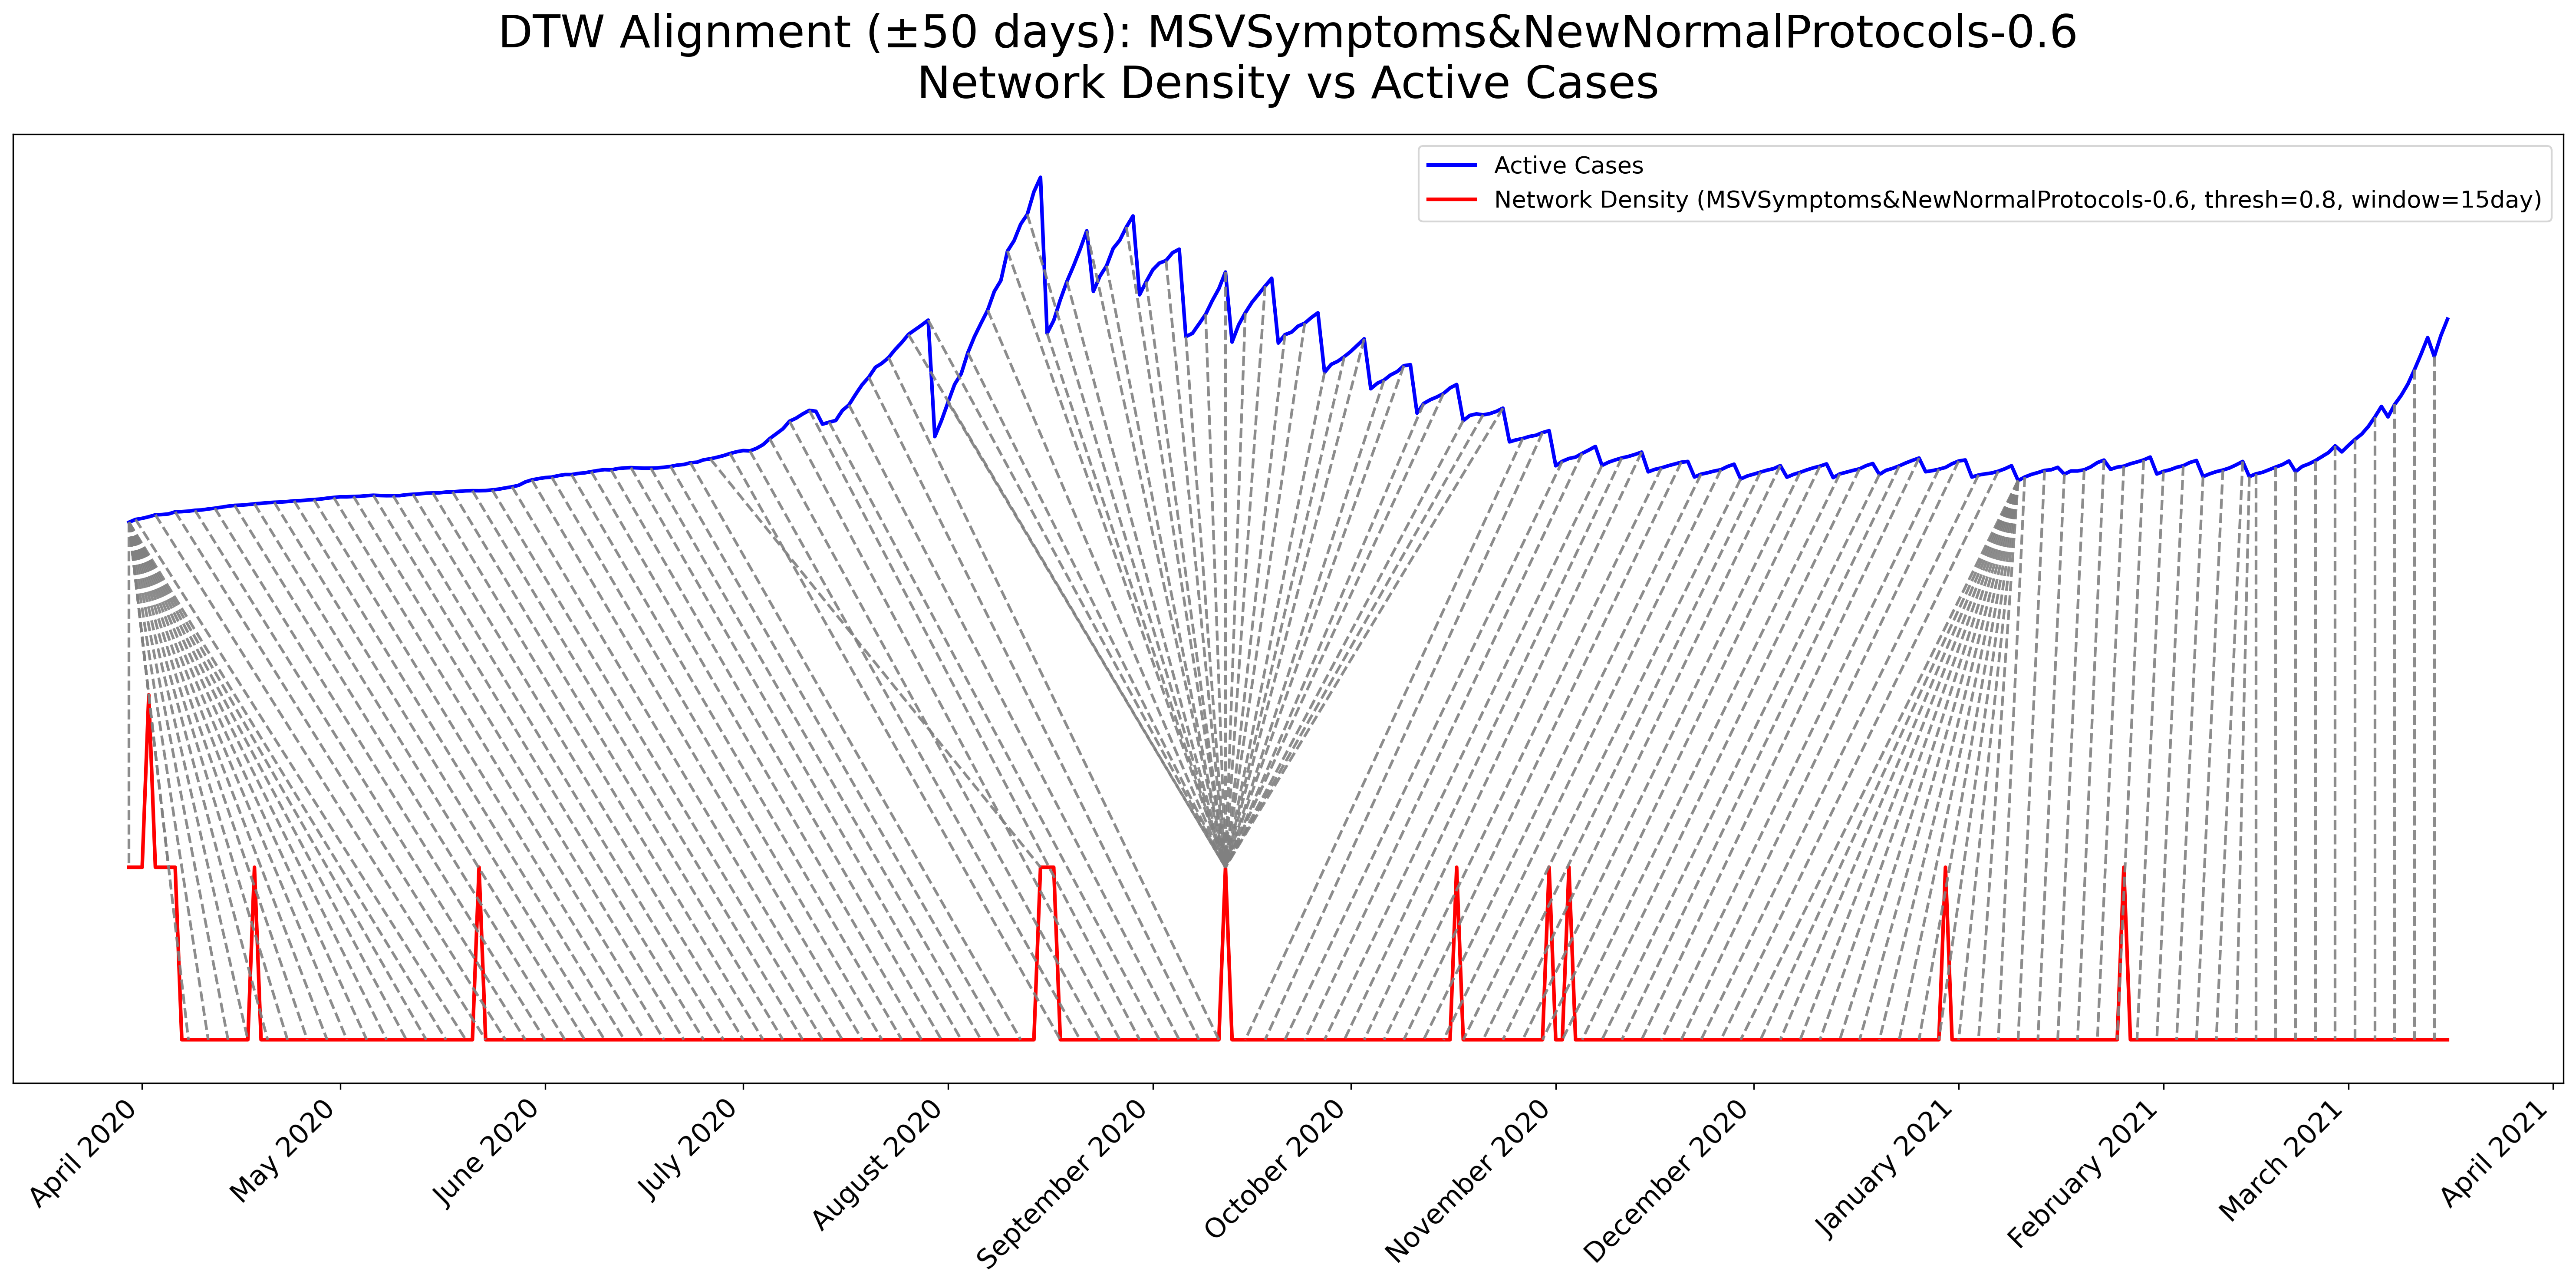 DTW Alignment (±50 days): MSVSymptoms&NewNormalProtocols-0.6
Network Density vs Active Cases
Active Cases
Network Density (MSVSymptoms&NewNormalProtocols-0.6, thresh=0.8, window=15day)
April 2020
May 2020
June 2020
July 2020
August 2020
September 2020
October 2020
November 2020
December 2020
January 2021
February 2021
March 2021
April 2021